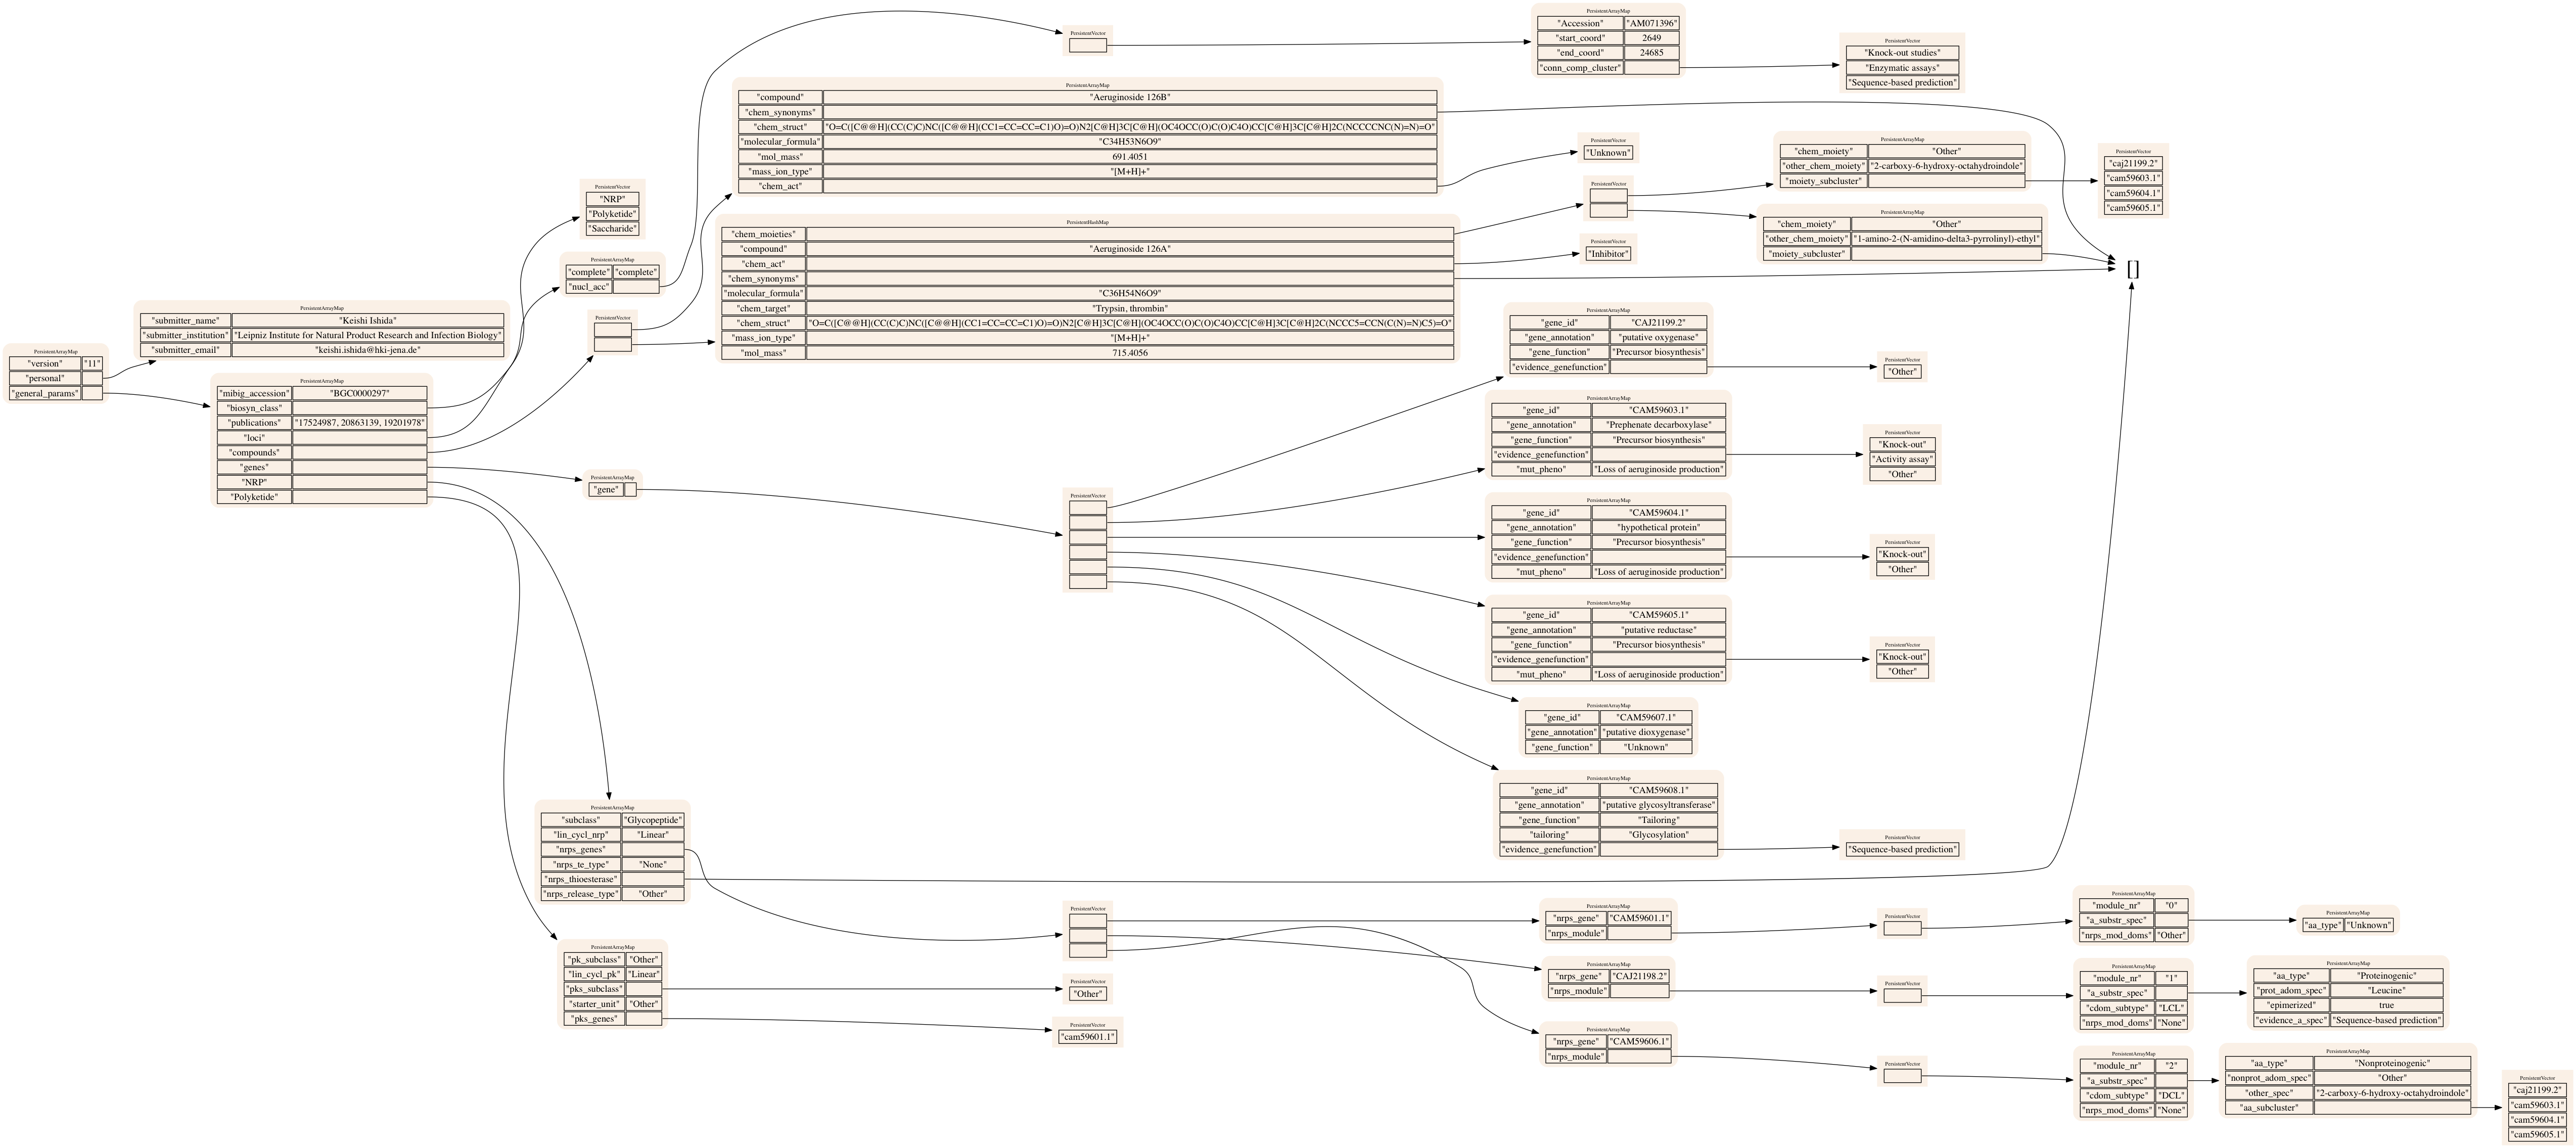 PersistentArrayMap
"version" "11"
"personal"
"general_params"
PersistentArrayMap
"submitter_name" "Keishi Ishida"
"submitter_institution" "Leipniz Institute for Natural Product Research and Infection Biology"
"submitter_email" "keishi.ishida@hki-jena.de"
PersistentArrayMap
"mibig_accession" "BGC0000297"
"biosyn_class"
"publications" "17524987, 20863139, 19201978"
"loci"
"compounds"
"genes"
"NRP"
"Polyketide"
PersistentVector
"NRP"
"Polyketide"
"Saccharide"
PersistentArrayMap
"complete" "complete"
"nucl_acc"
PersistentVector
PersistentArrayMap
"gene"
PersistentArrayMap
"subclass" "Glycopeptide"
"lin_cycl_nrp" "Linear"
"nrps_genes"
"nrps_te_type" "None"
"nrps_thioesterase"
"nrps_release_type" "Other"
PersistentArrayMap
"pk_subclass" "Other"
"lin_cycl_pk" "Linear"
"pks_subclass"
"starter_unit" "Other"
"pks_genes"
PersistentVector
PersistentArrayMap
"Accession" "AM071396"
"start_coord" 2649
"end_coord" 24685
"conn_comp_cluster"
PersistentVector
"Knock-out studies"
"Enzymatic assays"
"Sequence-based prediction"
PersistentArrayMap
"compound" "Aeruginoside 126B"
"chem_synonyms"
"chem_struct" "O=C([C@@H](CC(C)C)NC([C@@H](CC1=CC=CC=C1)O)=O)N2[C@H]3C[C@H](OC4OCC(O)C(O)C4O)CC[C@H]3C[C@H]2C(NCCCCNC(N)=N)=O"
"molecular_formula" "C34H53N6O9"
"mol_mass" 691.4051
"mass_ion_type" "[M+H]+"
"chem_act"
PersistentVector
"Unknown"
PersistentHashMap
"chem_moieties"
"compound" "Aeruginoside 126A"
"chem_act"
"chem_synonyms"
"molecular_formula" "C36H54N6O9"
"chem_target" "Trypsin, thrombin"
"chem_struct" "O=C([C@@H](CC(C)C)NC([C@@H](CC1=CC=CC=C1)O)=O)N2[C@H]3C[C@H](OC4OCC(O)C(O)C4O)CC[C@H]3C[C@H]2C(NCCC5=CCN(C(N)=N)C5)=O"
"mass_ion_type" "[M+H]+"
"mol_mass" 715.4056
PersistentVector
PersistentVector
"Inhibitor"
PersistentArrayMap
"chem_moiety" "Other"
"other_chem_moiety" "2-carboxy-6-hydroxy-octahydroindole"
"moiety_subcluster"
PersistentVector
"caj21199.2"
"cam59603.1"
"cam59604.1"
"cam59605.1"
PersistentArrayMap
"chem_moiety" "Other"
"other_chem_moiety" "1-amino-2-(N-amidino-delta3-pyrrolinyl)-ethyl"
"moiety_subcluster"
[]
PersistentVector
PersistentArrayMap
"gene_id" "CAJ21199.2"
"gene_annotation" "putative oxygenase"
"gene_function" "Precursor biosynthesis"
"evidence_genefunction"
PersistentVector
"Other"
PersistentArrayMap
"gene_id" "CAM59603.1"
"gene_annotation" "Prephenate decarboxylase"
"gene_function" "Precursor biosynthesis"
"evidence_genefunction"
"mut_pheno" "Loss of aeruginoside production"
PersistentVector
"Knock-out"
"Activity assay"
"Other"
PersistentArrayMap
"gene_id" "CAM59604.1"
"gene_annotation" "hypothetical protein"
"gene_function" "Precursor biosynthesis"
"evidence_genefunction"
"mut_pheno" "Loss of aeruginoside production"
PersistentVector
"Knock-out"
"Other"
PersistentArrayMap
"gene_id" "CAM59605.1"
"gene_annotation" "putative reductase"
"gene_function" "Precursor biosynthesis"
"evidence_genefunction"
"mut_pheno" "Loss of aeruginoside production"
PersistentVector
"Knock-out"
"Other"
PersistentArrayMap
"gene_id" "CAM59607.1"
"gene_annotation" "putative dioxygenase"
"gene_function" "Unknown"
PersistentArrayMap
"gene_id" "CAM59608.1"
"gene_annotation" "putative glycosyltransferase"
"gene_function" "Tailoring"
"tailoring" "Glycosylation"
"evidence_genefunction"
PersistentVector
"Sequence-based prediction"
PersistentVector
PersistentArrayMap
"nrps_gene" "CAM59601.1"
"nrps_module"
PersistentVector
PersistentArrayMap
"module_nr" "0"
"a_substr_spec"
"nrps_mod_doms" "Other"
PersistentArrayMap
"aa_type" "Unknown"
PersistentArrayMap
"nrps_gene" "CAJ21198.2"
"nrps_module"
PersistentVector
PersistentArrayMap
"module_nr" "1"
"a_substr_spec"
"cdom_subtype" "LCL"
"nrps_mod_doms" "None"
PersistentArrayMap
"aa_type" "Proteinogenic"
"prot_adom_spec" "Leucine"
"epimerized" true
"evidence_a_spec" "Sequence-based prediction"
PersistentArrayMap
"nrps_gene" "CAM59606.1"
"nrps_module"
PersistentVector
PersistentArrayMap
"module_nr" "2"
"a_substr_spec"
"cdom_subtype" "DCL"
"nrps_mod_doms" "None"
PersistentArrayMap
"aa_type" "Nonproteinogenic"
"nonprot_adom_spec" "Other"
"other_spec" "2-carboxy-6-hydroxy-octahydroindole"
"aa_subcluster"
PersistentVector
"caj21199.2"
"cam59603.1"
"cam59604.1"
"cam59605.1"
PersistentVector
"Other"
PersistentVector
"cam59601.1"